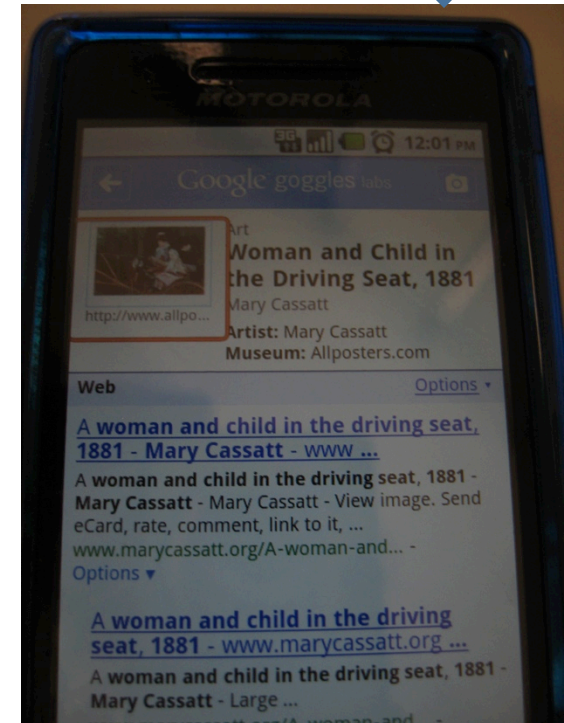 MOTOROLA
3G 12:01 PM
Google goggles labs
Art
Woman and Child in
the Driving Seat, 1881
Mary Cassatt
http://www.allpo...
Artist: Mary Cassatt
Museum: Allposters.com
Web Options ▾
A woman and child in the driving seat,
1881 - Mary Cassatt - www ...
A woman and child in the driving seat, 1881 -
Mary Cassatt - Mary Cassatt - View image. Send
eCard, rate, comment, link to it, ...
www.marycassatt.org/A-woman-and... -
Options ▾
A woman and child in the driving
seat, 1881 - www.marycassatt.org ...
A woman and child in the driving seat, 1881 -
Mary Cassatt - Large ...